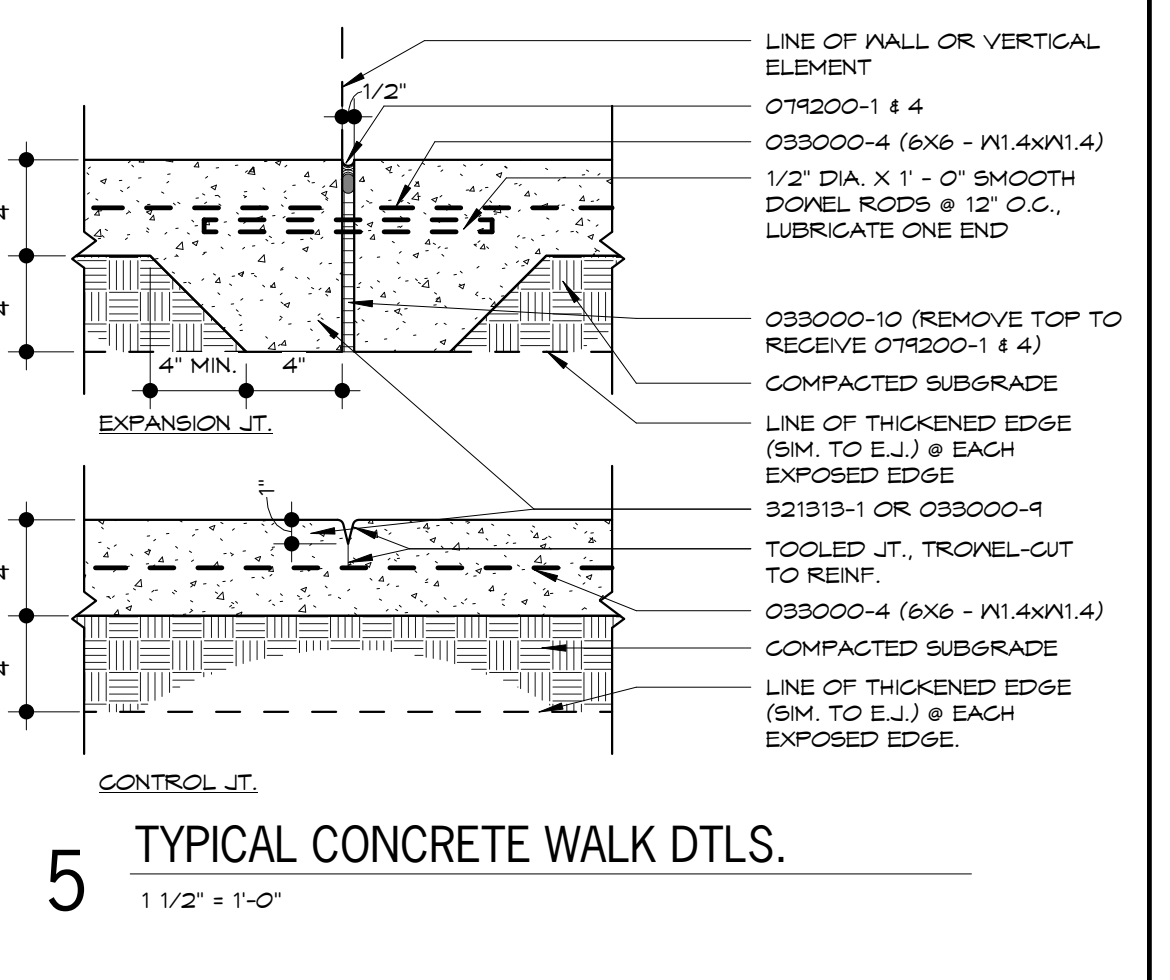 LINE OF WALL OR VERTICAL
ELEMENT
1/2"
079200-1 & 4
033000-4 (6X6 - W1.4xW1.4)
1/2" DIA. X 1' - 0" SMOOTH
DOWEL RODS @ 12" O.C.,
LUBRICATE ONE END
033000-10 (REMOVE TOP TO
RECEIVE 079200-1 & 4)
COMPACTED SUBGRADE
4" MIN.
4"
EXPANSION JT.
LINE OF THICKENED EDGE
(SIM. TO E.J.) @ EACH
EXPOSED EDGE
321313-1 OR 033000-9
1"
TOOLED JT., TROWEL-CUT
TO REINF.
033000-4 (6X6 - W1.4xW1.4)
COMPACTED SUBGRADE
LINE OF THICKENED EDGE
(SIM. TO E.J.) @ EACH
EXPOSED EDGE.
CONTROL JT.
5
TYPICAL CONCRETE WALK DTLS.
1 1/2" = 1'-0"